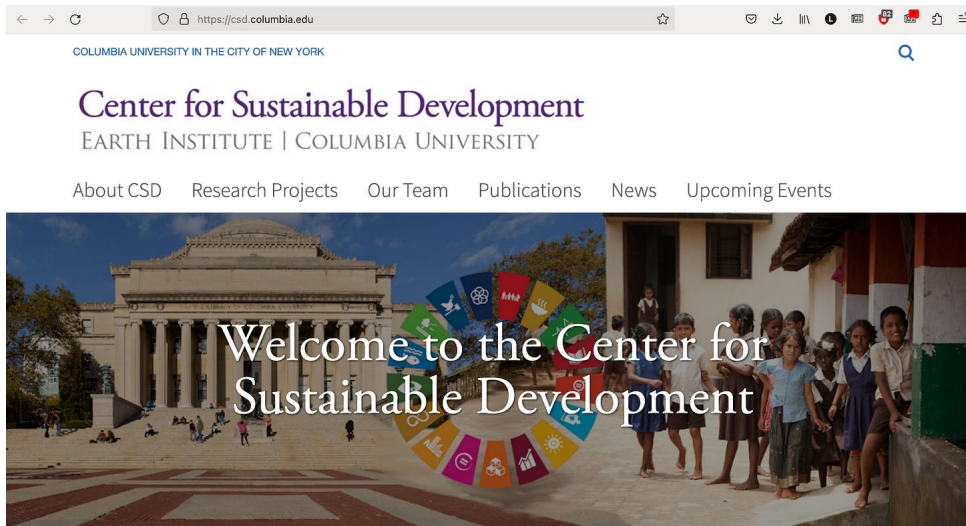 https://csd.columbia.edu
82
COLUMBIA UNIVERSITY IN THE CITY OF NEW YORK
Center for Sustainable Development
EARTH INSTITUTE | COLUMBIA UNIVERSITY
About CSD Research Projects Our Team Publications News Upcoming Events
Welcome to the Center for
Sustainable Development